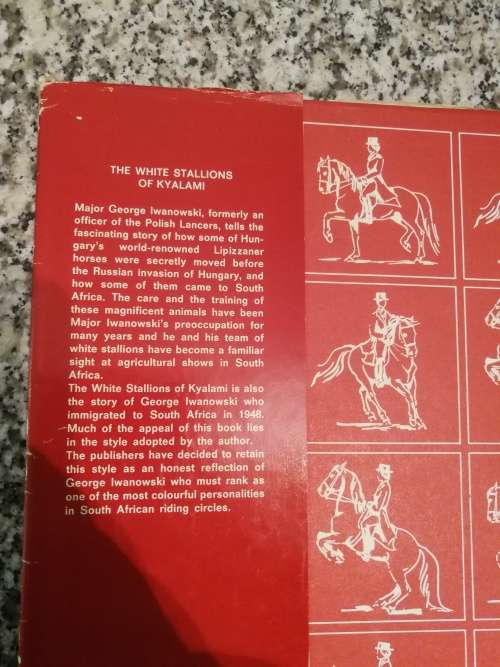 THE WHITE STALLIONS
OF KYALAMI
Major George Iwanowski, formerly an
officer of the Polish Lancers, tells the
fascinating story of how some of Hun-
gary's world-renowned Lipizzaner
horses were secretly moved before
the Russian invasion of Hungary, and
how some of them came to South
Africa. The care and the training of
these magnificent animals have been
Major Iwanowski's preoccupation for
many years and he and his team of
white stallions have become a familiar
sight at agricultural shows in South
Africa.
The White Stallions of Kyalami is also
the story of George Iwanowski who
immigrated to South Africa in 1948.
Much of the appeal of this book lies
in the style adopted by the author.
The publishers have decided to retain
this style as an honest reflection of
George Iwanowski who must rank as
one of the most colourful personalities
in South African riding circles.